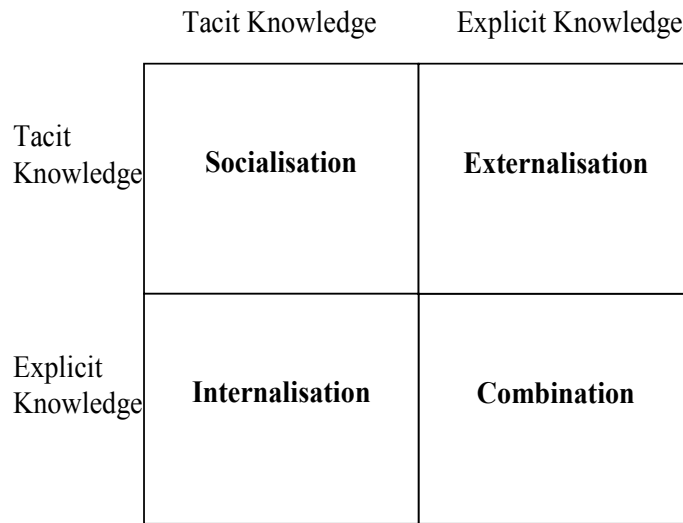 Tacit Knowledge Explicit Knowledge
Tacit
Knowledge
Socialisation Externalisation
Explicit
Knowledge
Internalisation Combination